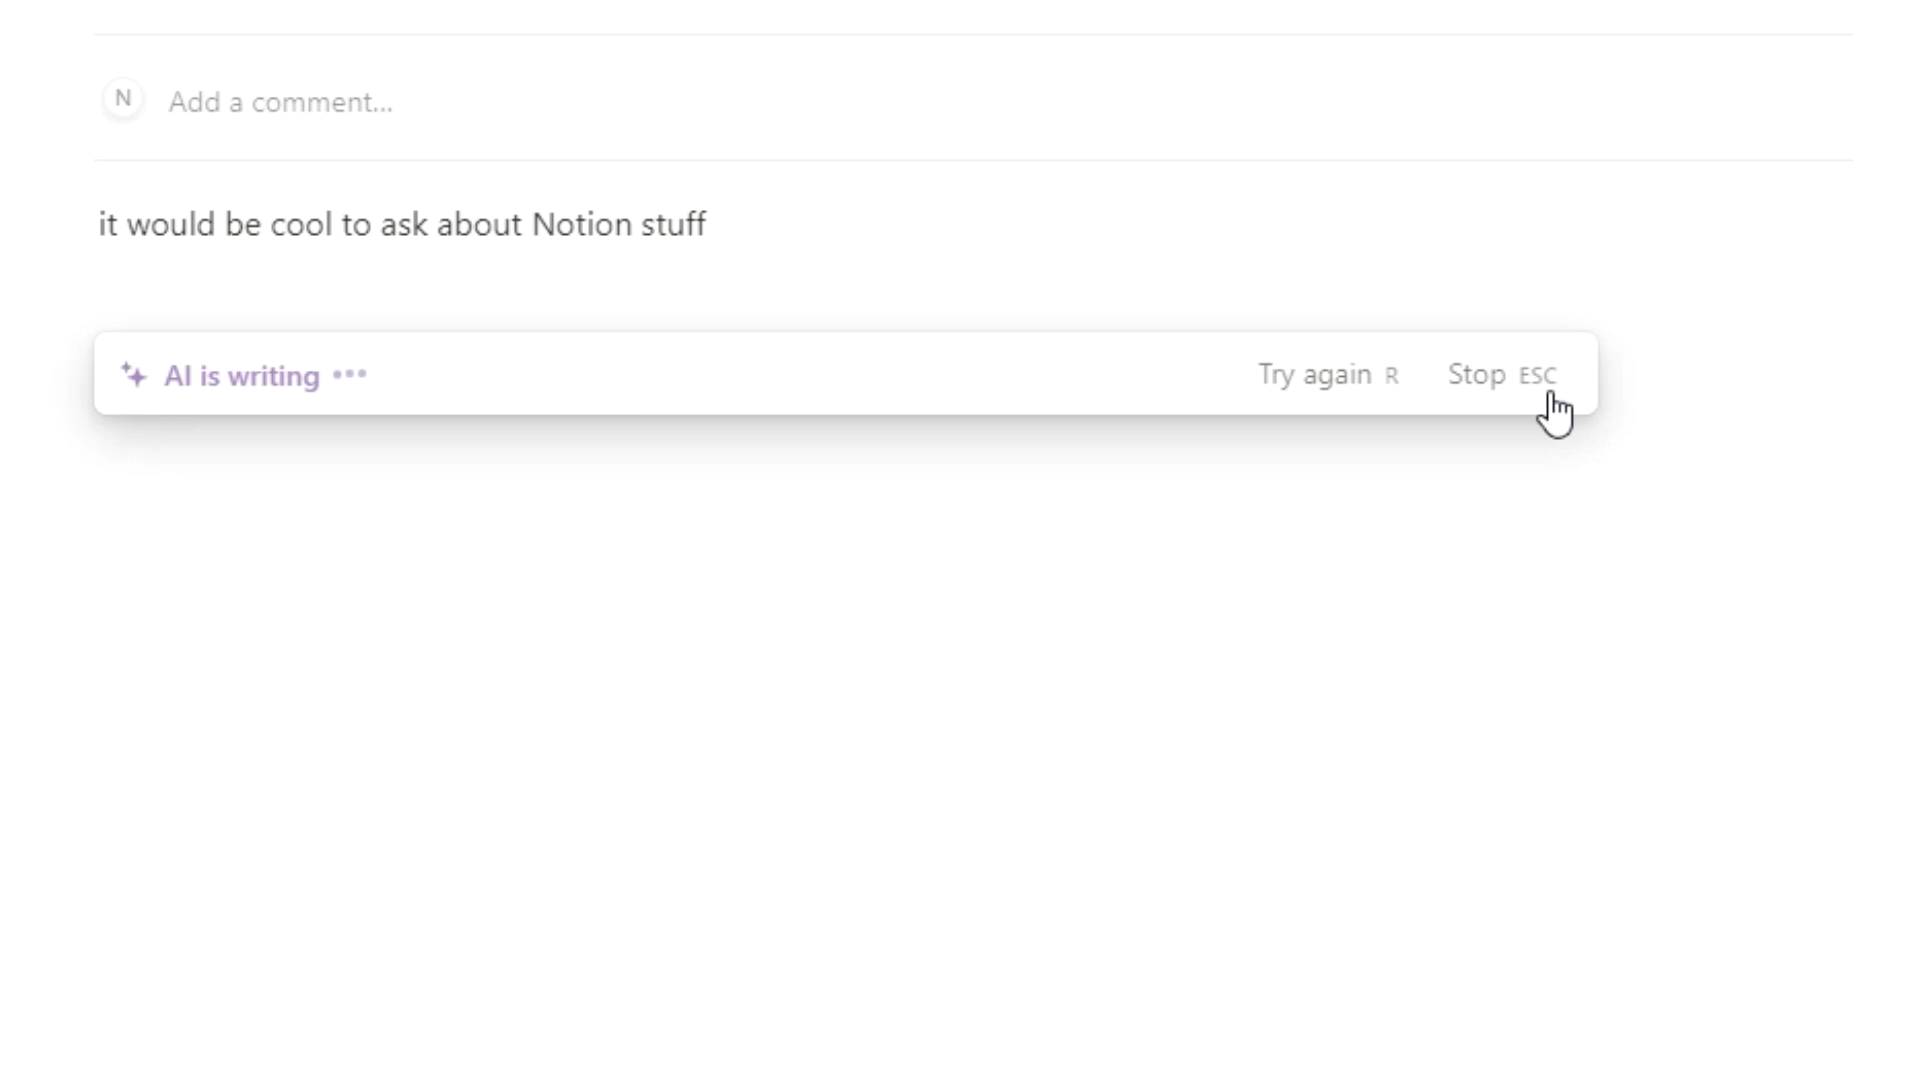 N Add a comment...
it would be cool to ask about Notion stuff
AI is writing Try again R Stop ESC